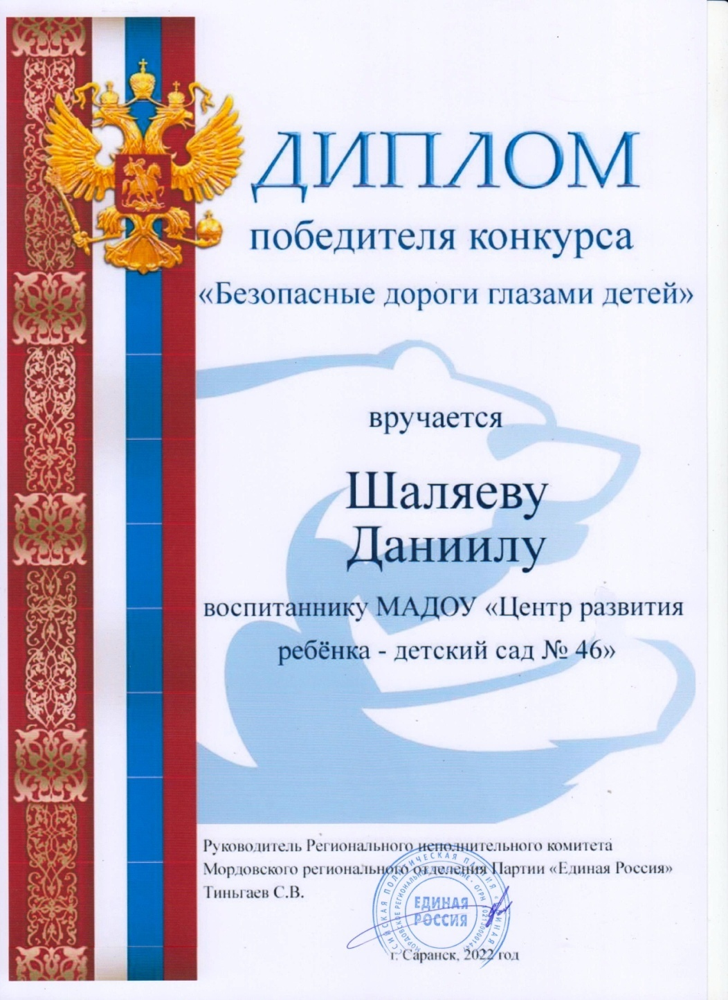 ДИПЛОМ
победителя конкурса
«Безопасные дороги глазами детей»
вручается
Шаляеву
Даниилу
воспитаннику МАДОУ «Центр развития
ребёнка - детский сад № 46»
Руководитель Регионального исполнительного комитета
Мордовского регионального отделения Партии «Единая Россия»
Тиньгаев С.В.
ЕДИНАЯ
РОССИЯ
г. Саранск, 2022 год